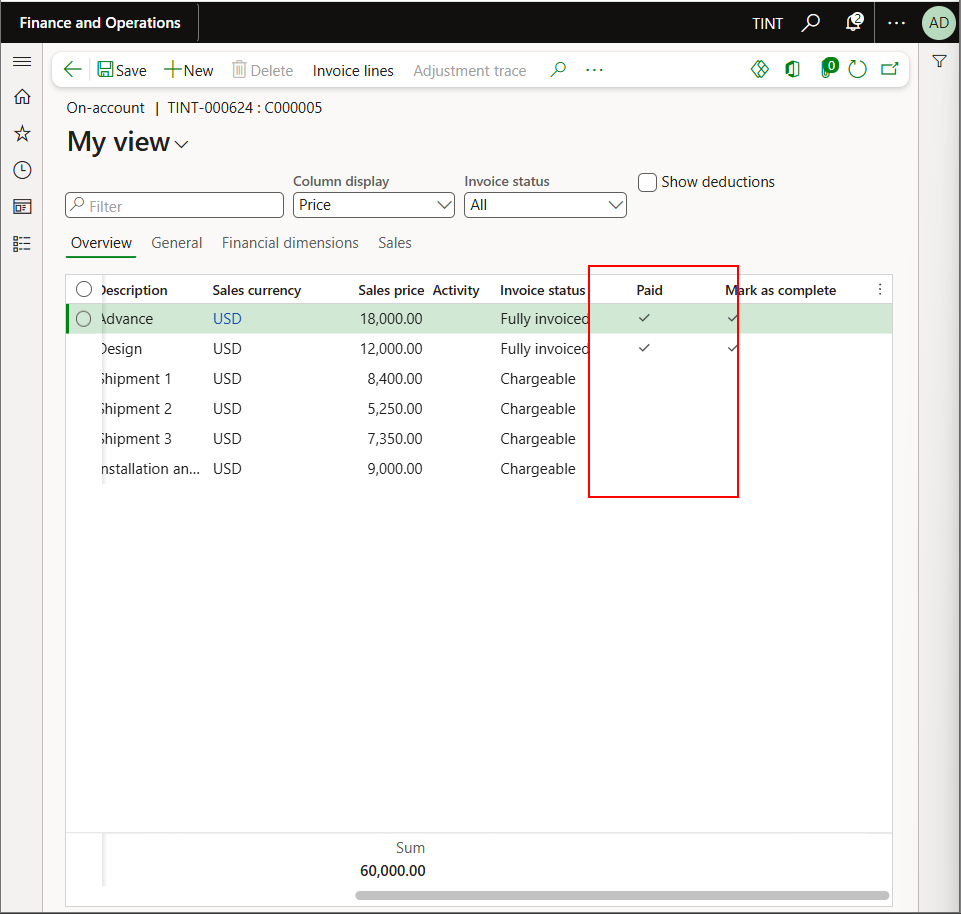 Finance and Operations TINT 2 AD
Save New Delete Invoice lines Adjustment trace 0
On-account | TINT-000624 : C000005
My view
Column display Invoice status Show deductions
Filter Price All
Overview General Financial dimensions Sales
Description Sales currency Sales price Activity Invoice status Paid Mark as complete
Advance USD 18,000.00 Fully invoiced
Design USD 12,000.00 Fully invoiced
Shipment 1 USD 8,400.00 Chargeable
Shipment 2 USD 5,250.00 Chargeable
Shipment 3 USD 7,350.00 Chargeable
Installation an... USD 9,000.00 Chargeable
Sum
60,000.00